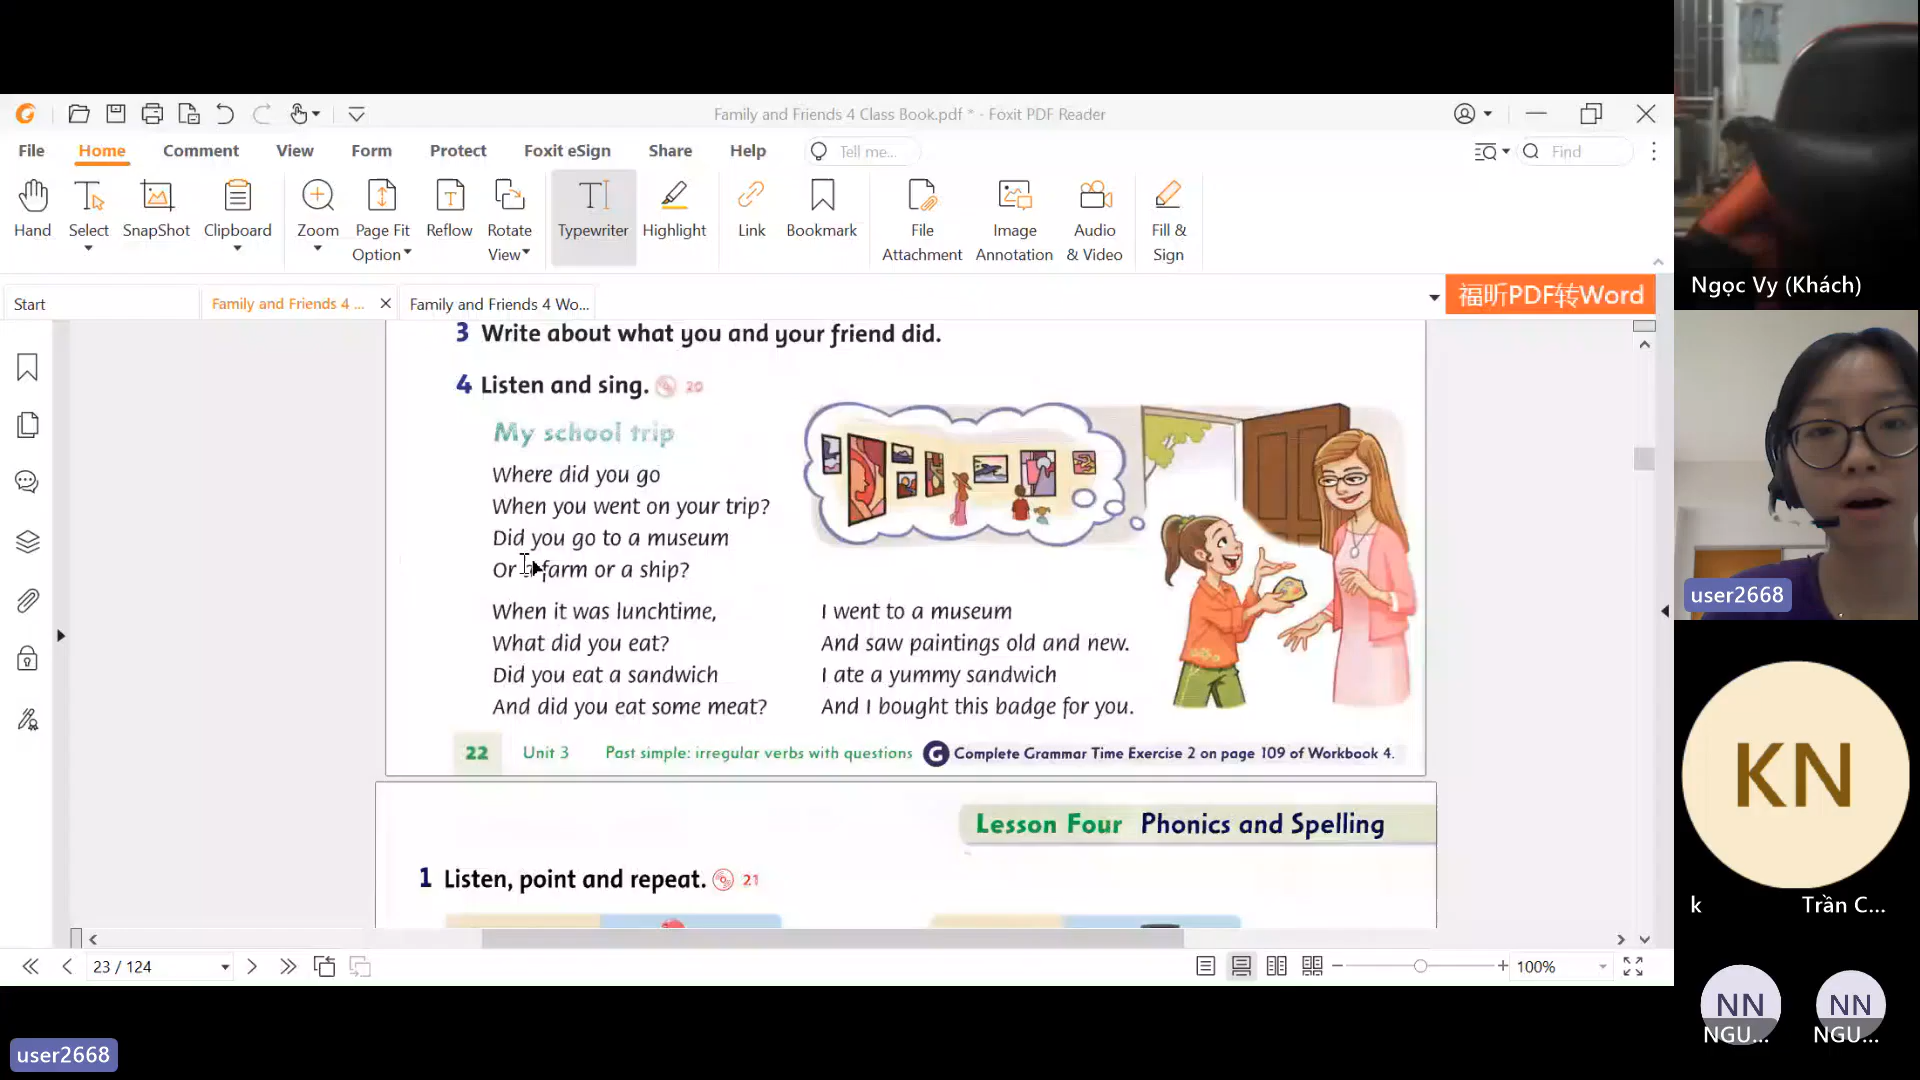 Family and Friends 4 Class Book.pdf * - Foxit PDF Reader
File Home Comment View Form Protect Foxit eSign Share Help Tell me... Find
Hand Select SnapShot Clipboard Zoom Page Fit Option Reflow Rotate View Typewriter Highlight Link Bookmark File Attachment Image Annotation Audio & Video Fill & Sign
Start Family and Friends 4 ... Family and Friends 4 Wo... 福昕PDF转Word
3 Write about what you and your friend did.
4 Listen and sing. 20
My school trip
Where did you go
When you went on your trip?
Did you go to a museum
Or a farm or a ship?
When it was lunchtime,
What did you eat?
Did you eat a sandwich
And did you eat some meat?
I went to a museum
And saw paintings old and new.
I ate a yummy sandwich
And I bought this badge for you.
22 Unit 3 Past simple: irregular verbs with questions G Complete Grammar Time Exercise 2 on page 109 of Workbook 4.
Lesson Four Phonics and Spelling
1 Listen, point and repeat. 21
23 / 124
100%
user2668
Ngọc Vy (Khách)
user2668
KN
k Trần C...
NN NN
NGU... NGU...